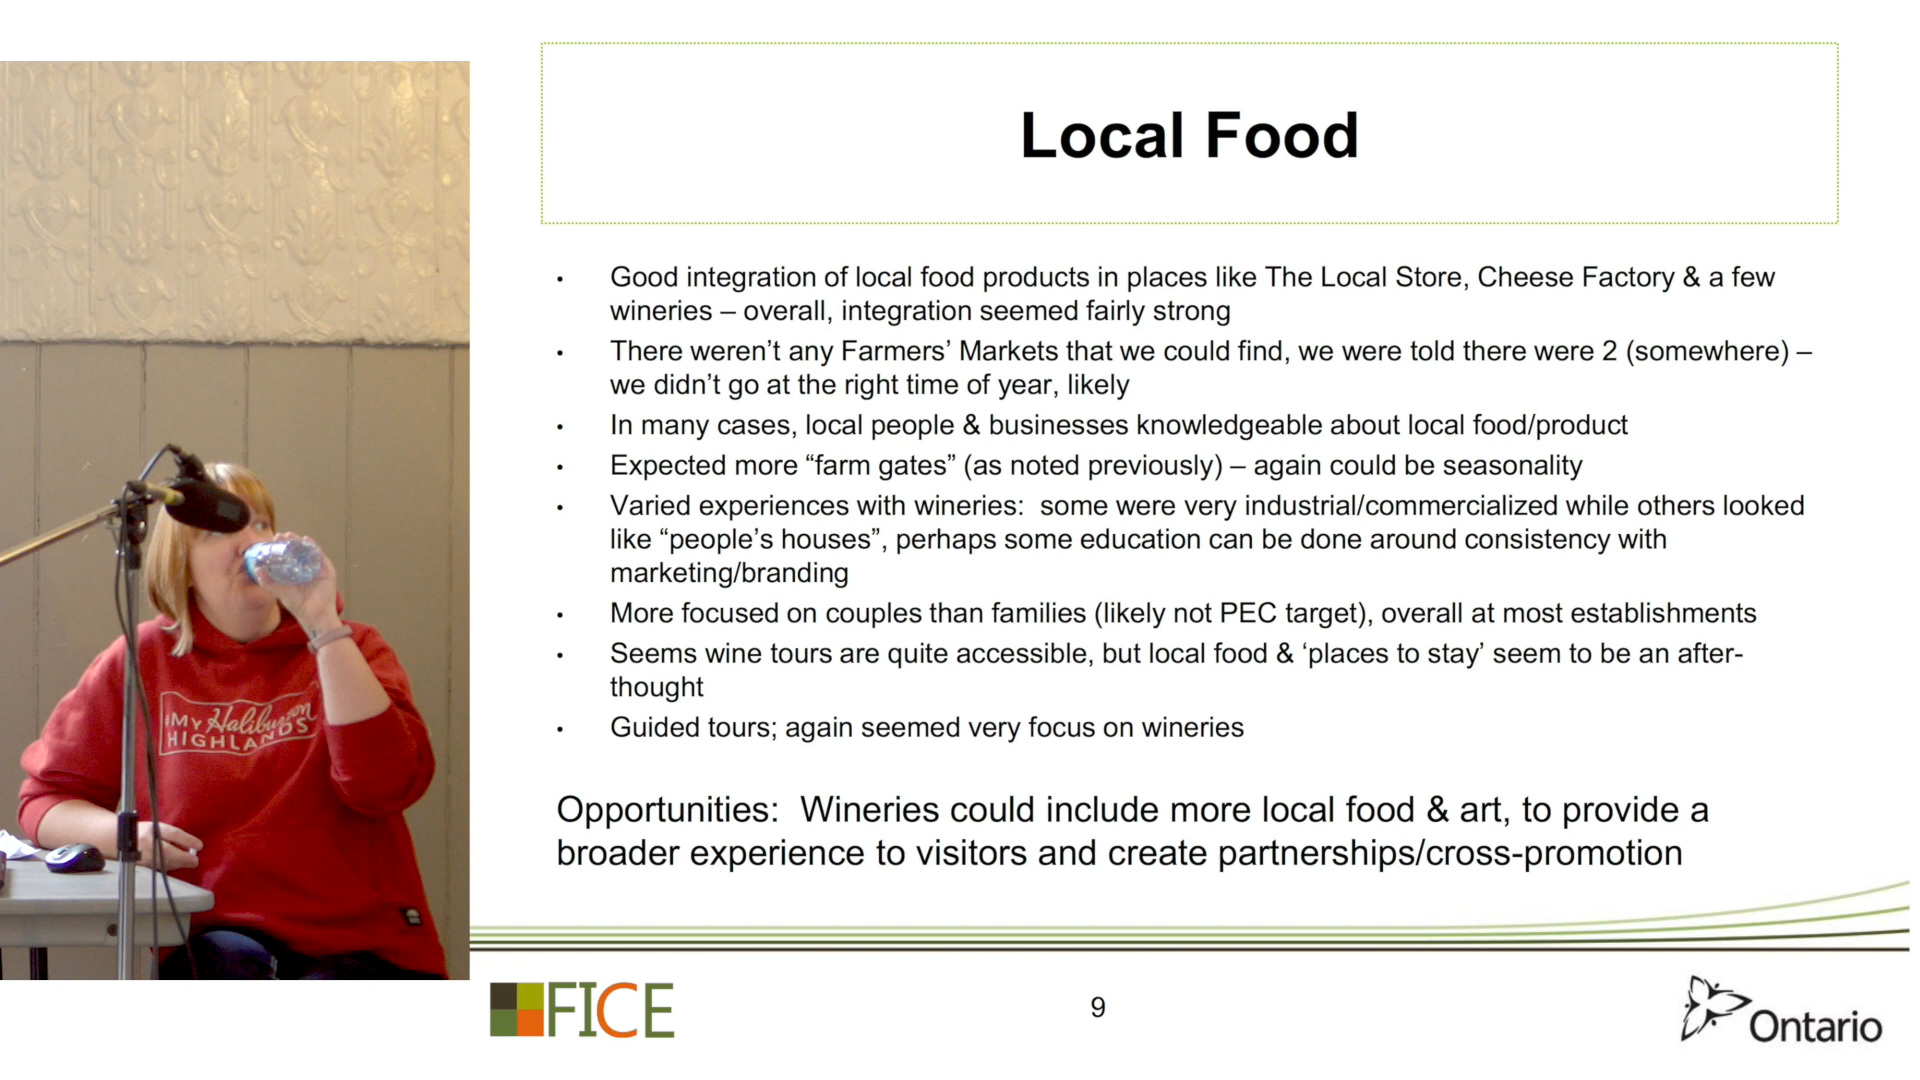 Local Food
• Good integration of local food products in places like The Local Store, Cheese Factory & a few
wineries – overall, integration seemed fairly strong
• There weren’t any Farmers’ Markets that we could find, we were told there were 2 (somewhere) –
we didn’t go at the right time of year, likely
• In many cases, local people & businesses knowledgeable about local food/product
• Expected more “farm gates” (as noted previously) – again could be seasonality
• Varied experiences with wineries:  some were very industrial/commercialized while others looked
like “people’s houses”, perhaps some education can be done around consistency with
marketing/branding
• More focused on couples than families (likely not PEC target), overall at most establishments
• Seems wine tours are quite accessible, but local food & ‘places to stay’ seem to be an after-
thought
• Guided tours; again seemed very focus on wineries
Opportunities:  Wineries could include more local food & art, to provide a
broader experience to visitors and create partnerships/cross-promotion
MY Haliburton
HIGHLANDS
FICE
9
Ontario